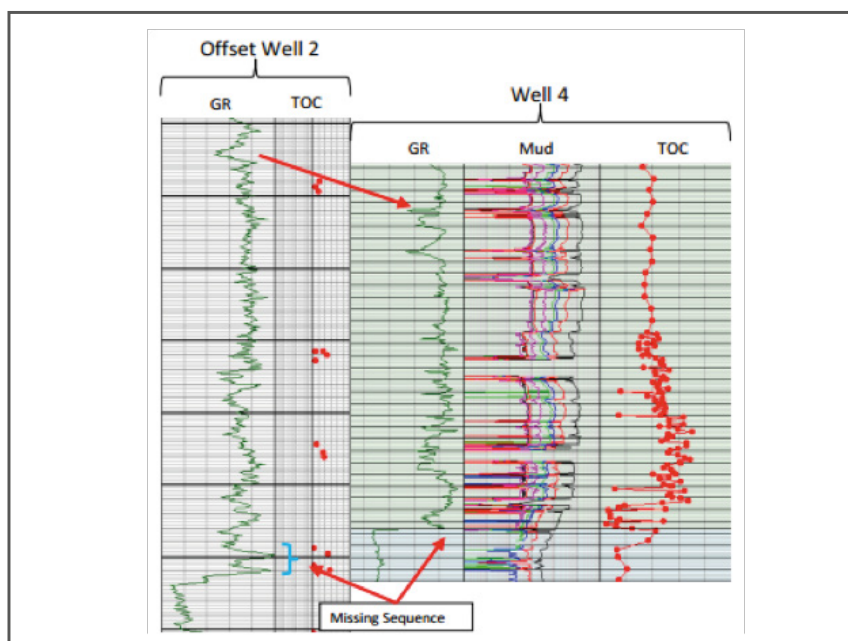 Offset Well 2
GR TOC
Well 4
GR Mud TOC
Missing Sequence